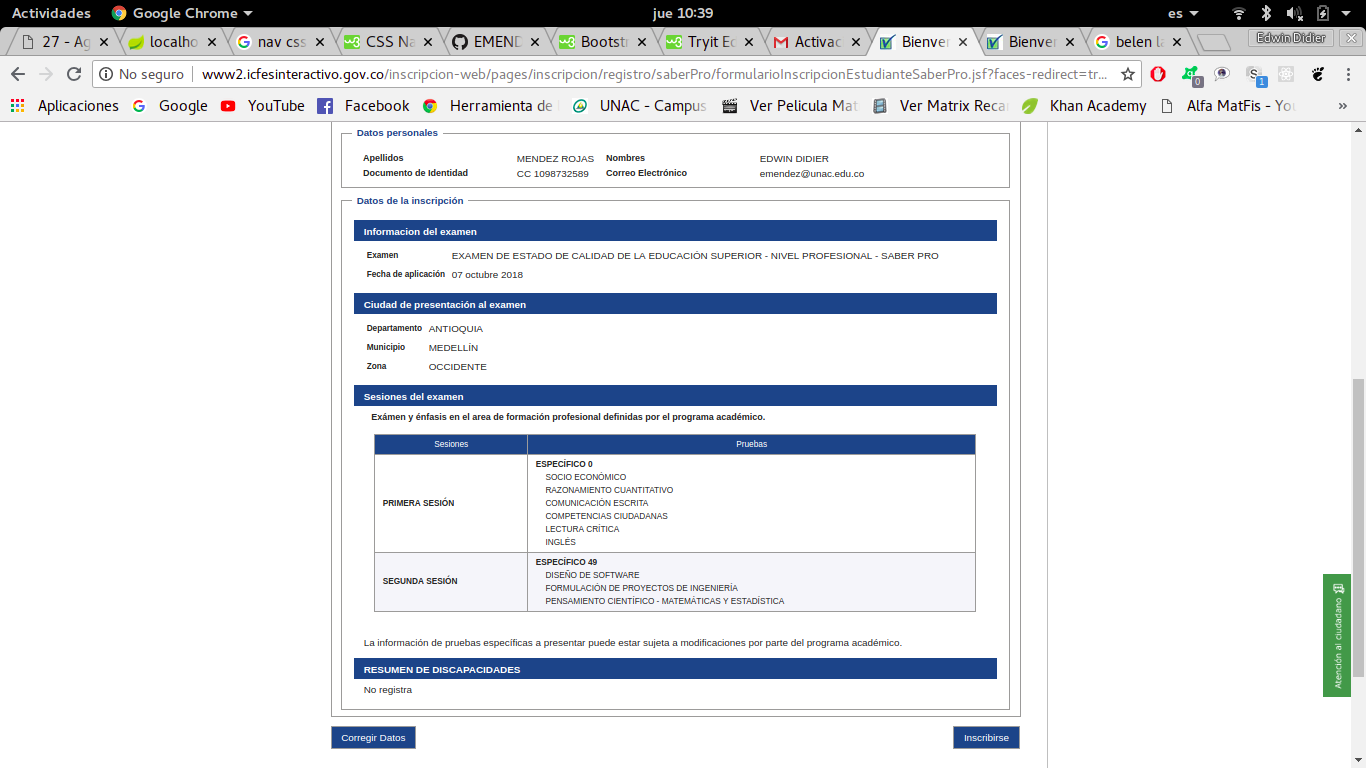 Actividades Google Chrome jue 10:39 es
27 - Ag localho nav css CSS Na EMEND Bootst Tryit Ed Activac Bienver Bienver belen la Edwin Didier
No seguro www2.icfesinteractivo.gov.co/inscripcion-web/pages/inscripcion/registro/saberPro/formularioInscripcionEstudianteSaberPro.jsf?faces-redirect=tr... 0 1
Aplicaciones Google YouTube Facebook Herramienta de UNAC - Campus Ver Pelicula Mat Ver Matrix Reca Khan Academy Alfa MatFis - You »
Datos personales
Apellidos MENDEZ ROJAS Nombres EDWIN DIDIER
Documento de Identidad CC 1098732589 Correo Electrónico emendez@unac.edu.co
Datos de la inscripción
Informacion del examen
Examen EXAMEN DE ESTADO DE CALIDAD DE LA EDUCACIÓN SUPERIOR - NIVEL PROFESIONAL - SABER PRO
Fecha de aplicación 07 octubre 2018
Ciudad de presentación al examen
Departamento ANTIOQUIA
Municipio MEDELLÍN
Zona OCCIDENTE
Sesiones del examen
Exámen y énfasis en el area de formación profesional definidas por el programa académico.
Sesiones Pruebas
PRIMERA SESIÓN
ESPECÍFICO 0
SOCIO ECONÓMICO
RAZONAMIENTO CUANTITATIVO
COMUNICACIÓN ESCRITA
COMPETENCIAS CIUDADANAS
LECTURA CRÍTICA
INGLÉS
SEGUNDA SESIÓN
ESPECÍFICO 49
DISEÑO DE SOFTWARE
FORMULACIÓN DE PROYECTOS DE INGENIERÍA
PENSAMIENTO CIENTÍFICO - MATEMÁTICAS Y ESTADÍSTICA
La información de pruebas específicas a presentar puede estar sujeta a modificaciones por parte del programa académico.
RESUMEN DE DISCAPACIDADES
No registra
Corregir Datos Inscribirse
Atención al ciudadano